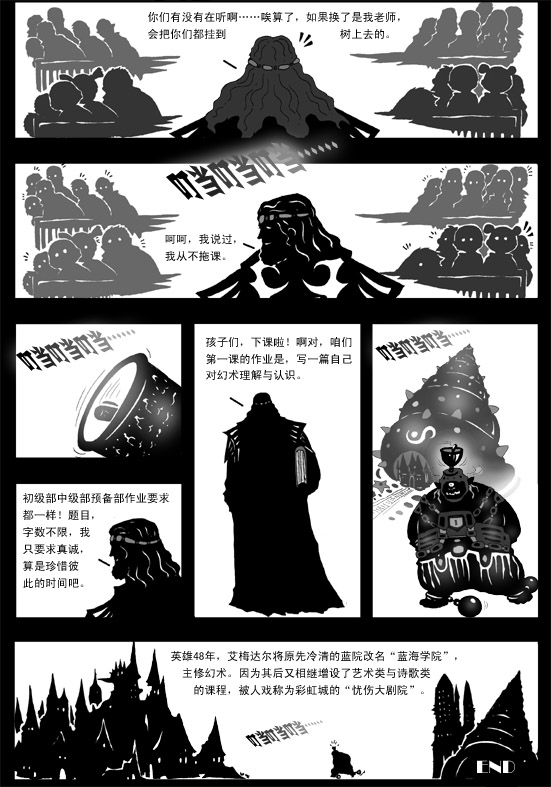 你们有没有在听啊……唉算了，如果换了是我老师，
会把你们都挂到 树上去的。
叮当叮当叮当……
呵呵，我说过，
我从不拖课。
叮当叮当叮当……
孩子们，下课啦！啊对，咱们
第一课的作业是，写一篇自己
对幻术理解与认识。
叮当叮当叮当……
初级部中级部预备部作业要求
都一样！题目，
字数不限，我
只要求真诚，
算是珍惜彼
此的时间吧。
1
英雄48年，艾梅达尔将原先冷清的蓝院改名“蓝海学院”，
主修幻术。因为其后又相继增设了艺术类与诗歌类
的课程，被人戏称为彩虹城的“忧伤大剧院”。
叮当叮当叮当……
END